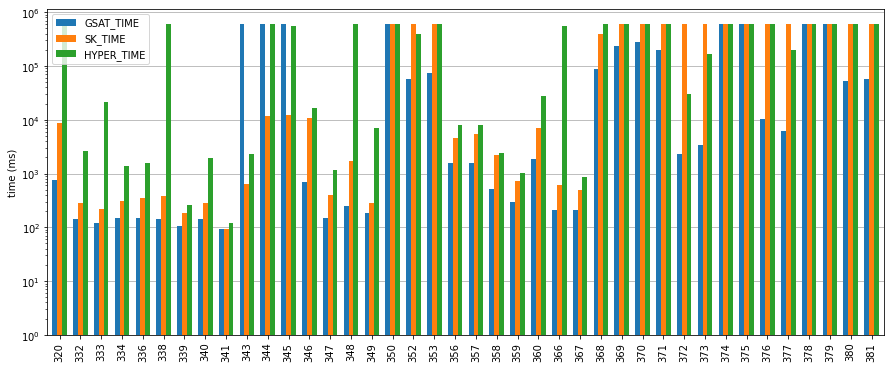 GSAT_TIME
SK_TIME
HYPER_TIME
time (ms)
10⁶
10⁵
10⁴
10³
10²
10¹
10⁰
320 332 333 334 336 338 339 340 341 343 344 345 346 347 348 349 350 352 353 356 357 358 359 360 366 367 368 369 370 371 372 373 374 375 376 377 378 379 380 381